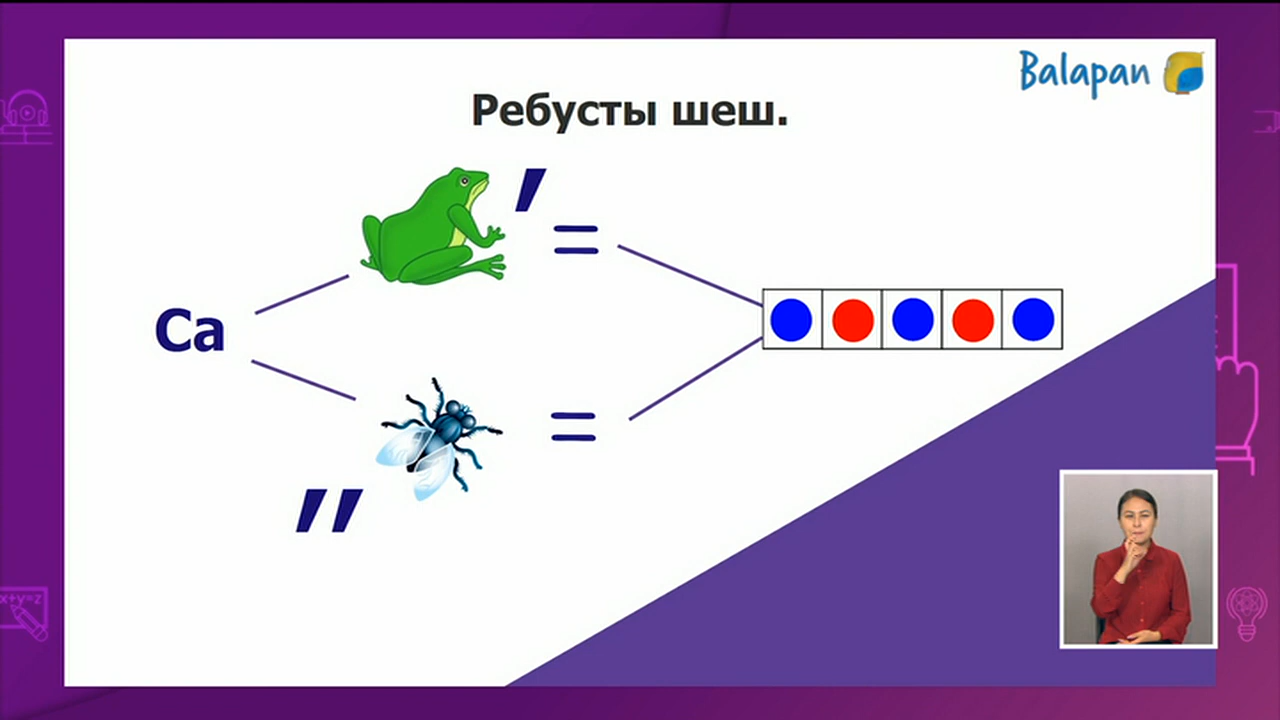 Balapan
Ребусты шеш.
′
=
Са
=
″
x+y=z